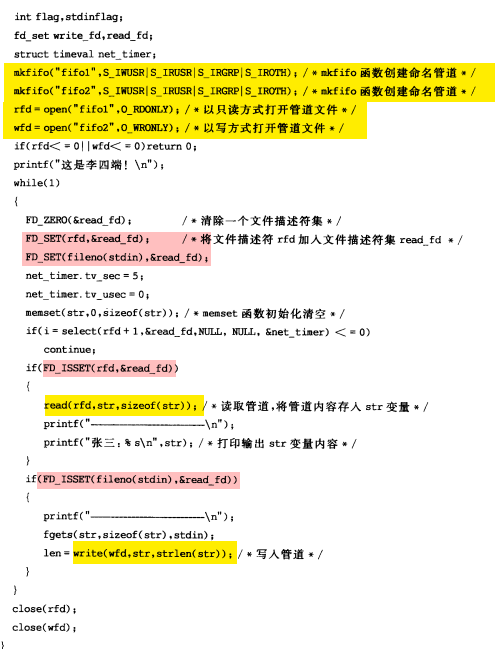 int flag,stdinflag;
fd_set write_fd,read_fd;
struct timeval net_timer;
mkfifo("fifo1",S_IWUSR|S_IRUSR|S_IRGRP|S_IROTH); /*mkfifo 函数创建命名管道*/
mkfifo("fifo2",S_IWUSR|S_IRUSR|S_IRGRP|S_IROTH); /*mkfifo 函数创建命名管道*/
rfd=open("fifo1",O_RDONLY); /*以只读方式打开管道文件*/
wfd=open("fifo2",O_WRONLY); /*以写方式打开管道文件*/
if(rfd<=0||wfd<=0)return 0;
printf("这是李四端! \n");
while(1)
{
FD_ZERO(&read_fd); /*清除一个文件描述符集*/
FD_SET(rfd,&read_fd); /*将文件描述符 rfd 加入文件描述符集 read_fd */
FD_SET(fileno(stdin),&read_fd);
net_timer.tv_sec=5;
net_timer.tv_usec=0;
memset(str,0,sizeof(str)); /*memset 函数初始化清空*/
if(i=select(rfd+1,&read_fd,NULL, NULL, &net_timer) <=0)
continue;
if(FD_ISSET(rfd,&read_fd))
{
read(rfd,str,sizeof(str)); /*读取管道,将管道内容存入 str 变量*/
printf("——————————————\n");
printf("张三:%s\n",str); /*打印输出 str 变量内容*/
}
if(FD_ISSET(fileno(stdin),&read_fd))
{
printf("——————————————\n");
fgets(str,sizeof(str),stdin);
len=write(wfd,str,strlen(str)); /*写入管道*/
}
}
close(rfd);
close(wfd);
}